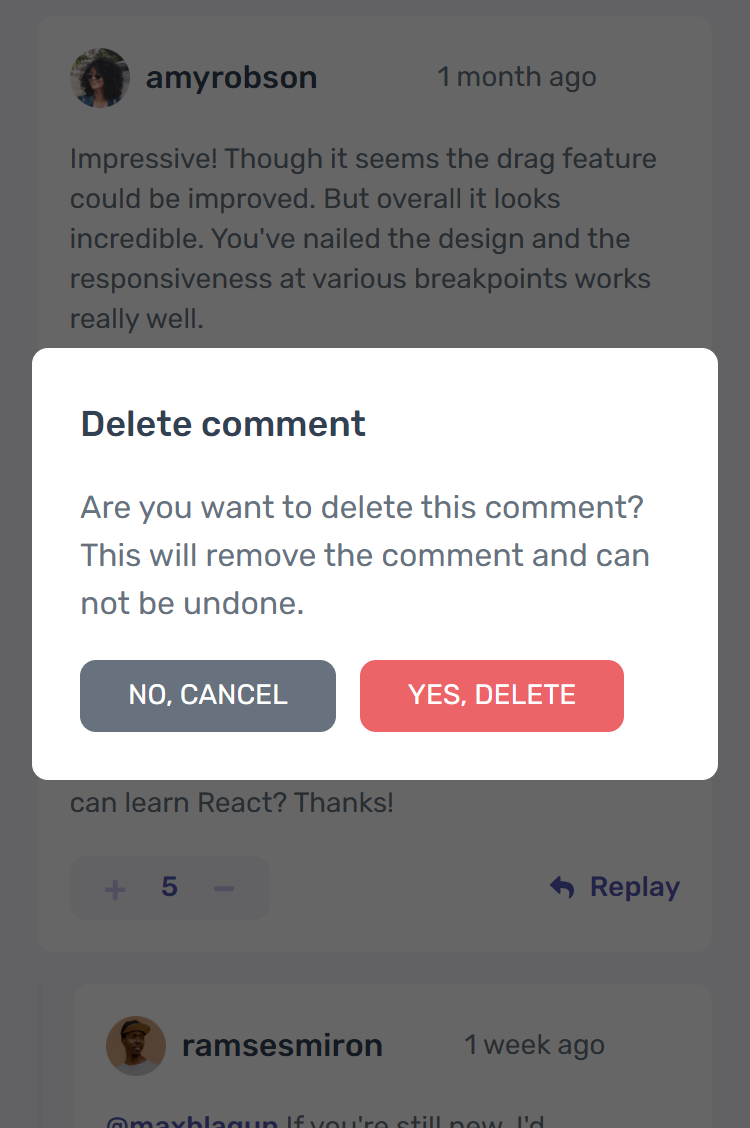 amyrobson 1 month ago
Impressive! Though it seems the drag feature
could be improved. But overall it looks
incredible. You've nailed the design and the
responsiveness at various breakpoints works
really well.
Delete comment
Are you want to delete this comment?
This will remove the comment and can
not be undone.
NO, CANCEL YES, DELETE
can learn React? Thanks!
+ 5 − Replay
ramsesmiron 1 week ago
@maxblagun If you're still new, I'd